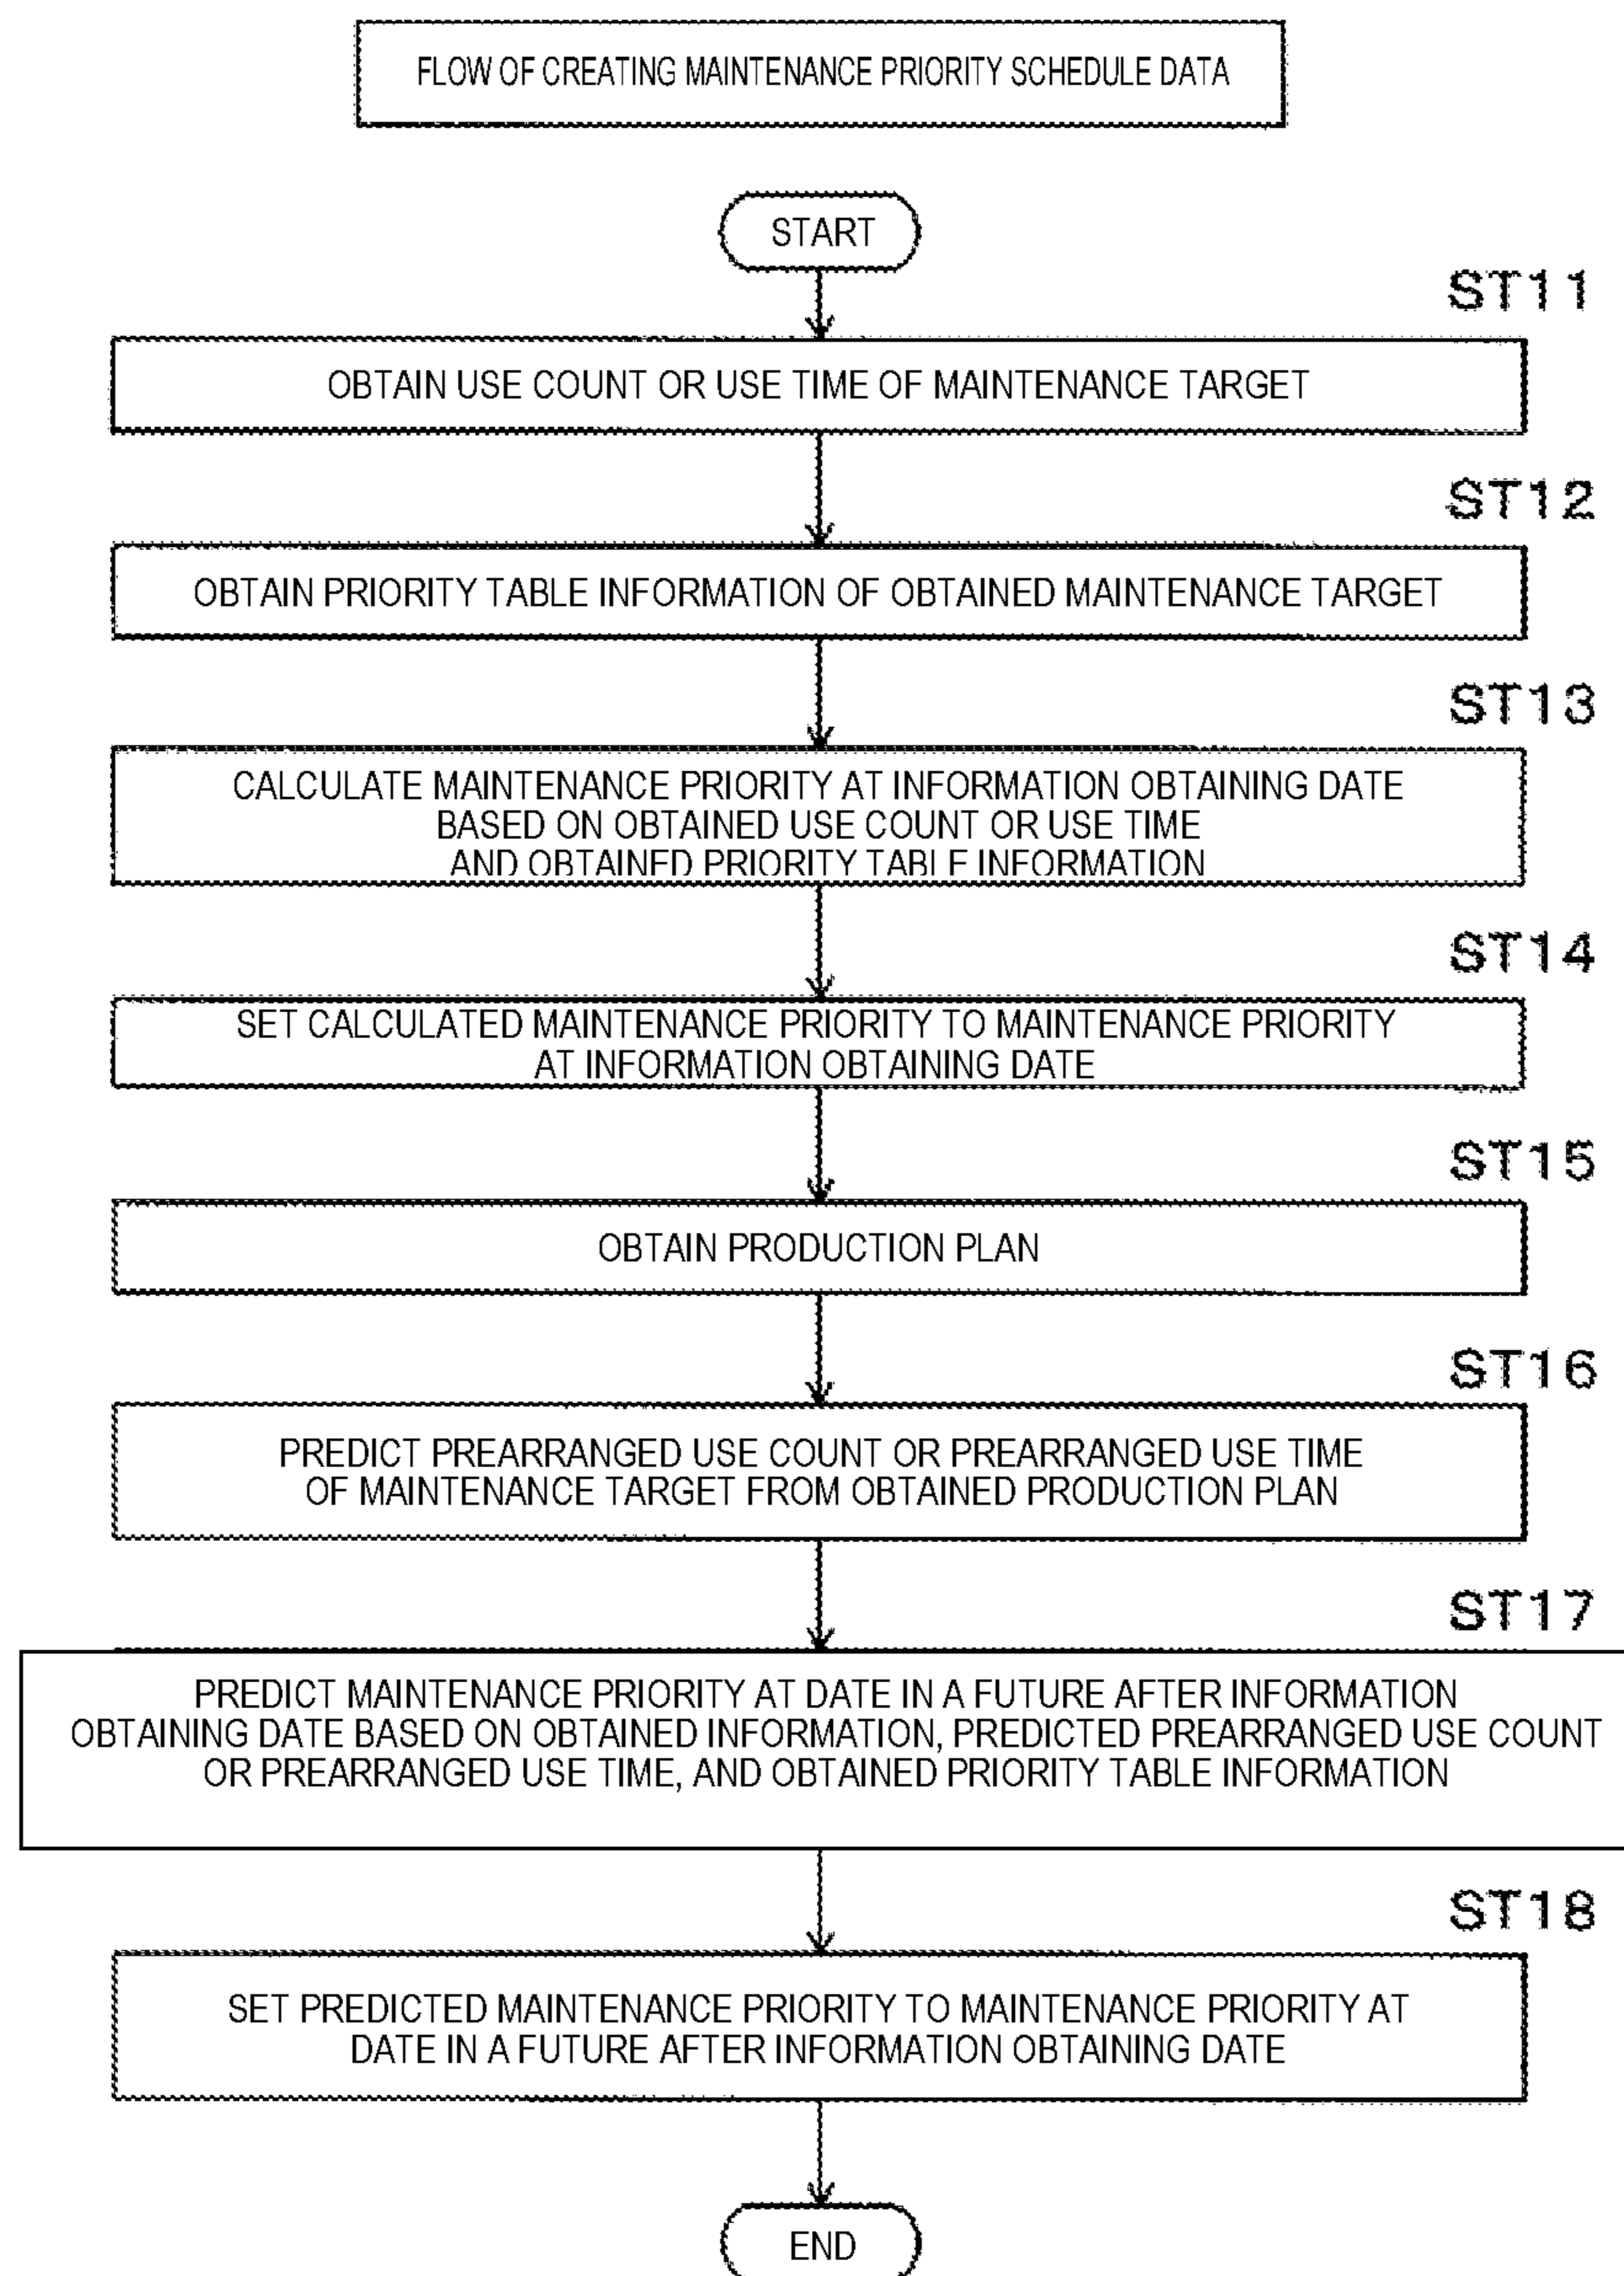 FLOW OF CREATING MAINTENANCE PRIORITY SCHEDULE DATA
START
ST11
OBTAIN USE COUNT OR USE TIME OF MAINTENANCE TARGET
ST12
OBTAIN PRIORITY TABLE INFORMATION OF OBTAINED MAINTENANCE TARGET
ST13
CALCULATE MAINTENANCE PRIORITY AT INFORMATION OBTAINING DATE
BASED ON OBTAINED USE COUNT OR USE TIME
AND OBTAINED PRIORITY TABLE INFORMATION
ST14
SET CALCULATED MAINTENANCE PRIORITY TO MAINTENANCE PRIORITY
AT INFORMATION OBTAINING DATE
ST15
OBTAIN PRODUCTION PLAN
ST16
PREDICT PREARRANGED USE COUNT OR PREARRANGED USE TIME
OF MAINTENANCE TARGET FROM OBTAINED PRODUCTION PLAN
ST17
PREDICT MAINTENANCE PRIORITY AT DATE IN A FUTURE AFTER INFORMATION
OBTAINING DATE BASED ON OBTAINED INFORMATION, PREDICTED PREARRANGED USE COUNT
OR PREARRANGED USE TIME, AND OBTAINED PRIORITY TABLE INFORMATION
ST18
SET PREDICTED MAINTENANCE PRIORITY TO MAINTENANCE PRIORITY AT
DATE IN A FUTURE AFTER INFORMATION OBTAINING DATE
END